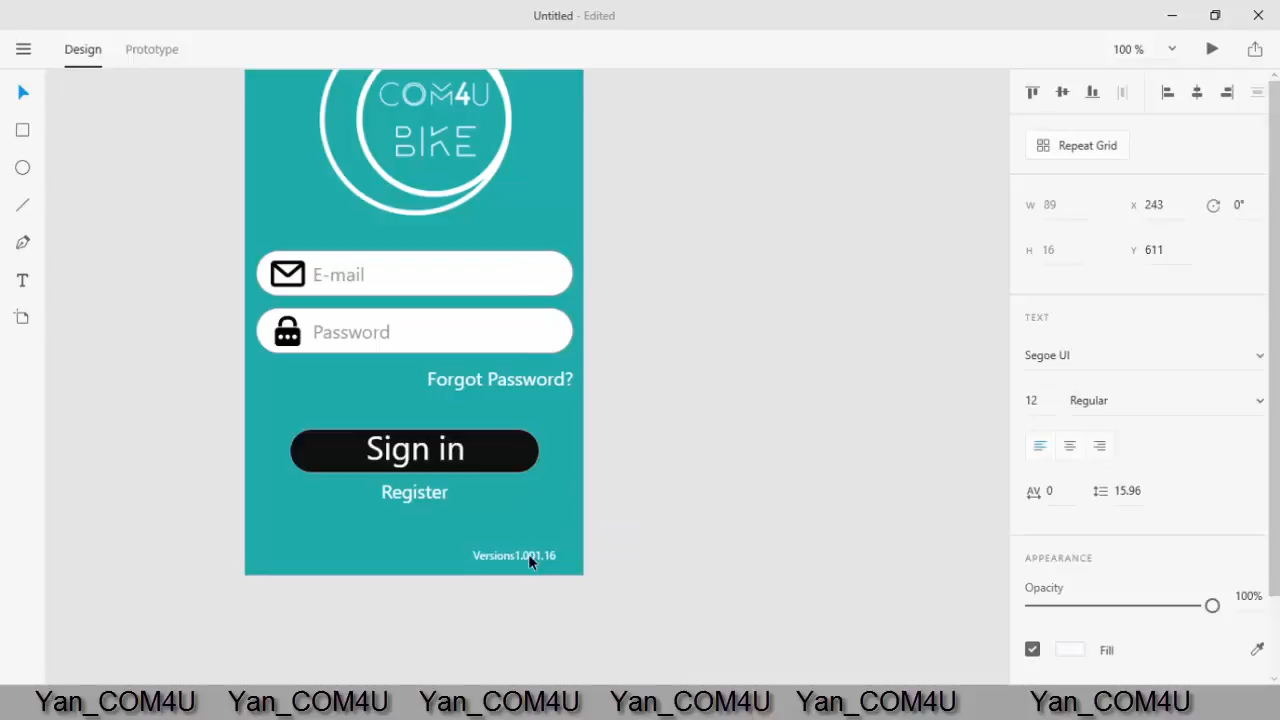 Untitled - Edited
Design Prototype 100 %
COM4U
BIKE
E-mail
Password
Forgot Password?
Sign in
Register
Versions1.001.16
Repeat Grid
W 89 X 243 0°
H 16 Y 611
TEXT
Segoe UI
12 Regular
AV 0 15.96
APPEARANCE
Opacity
100%
Fill
Yan_COM4U Yan_COM4U Yan_COM4U Yan_COM4U Yan_COM4U Yan_COM4U